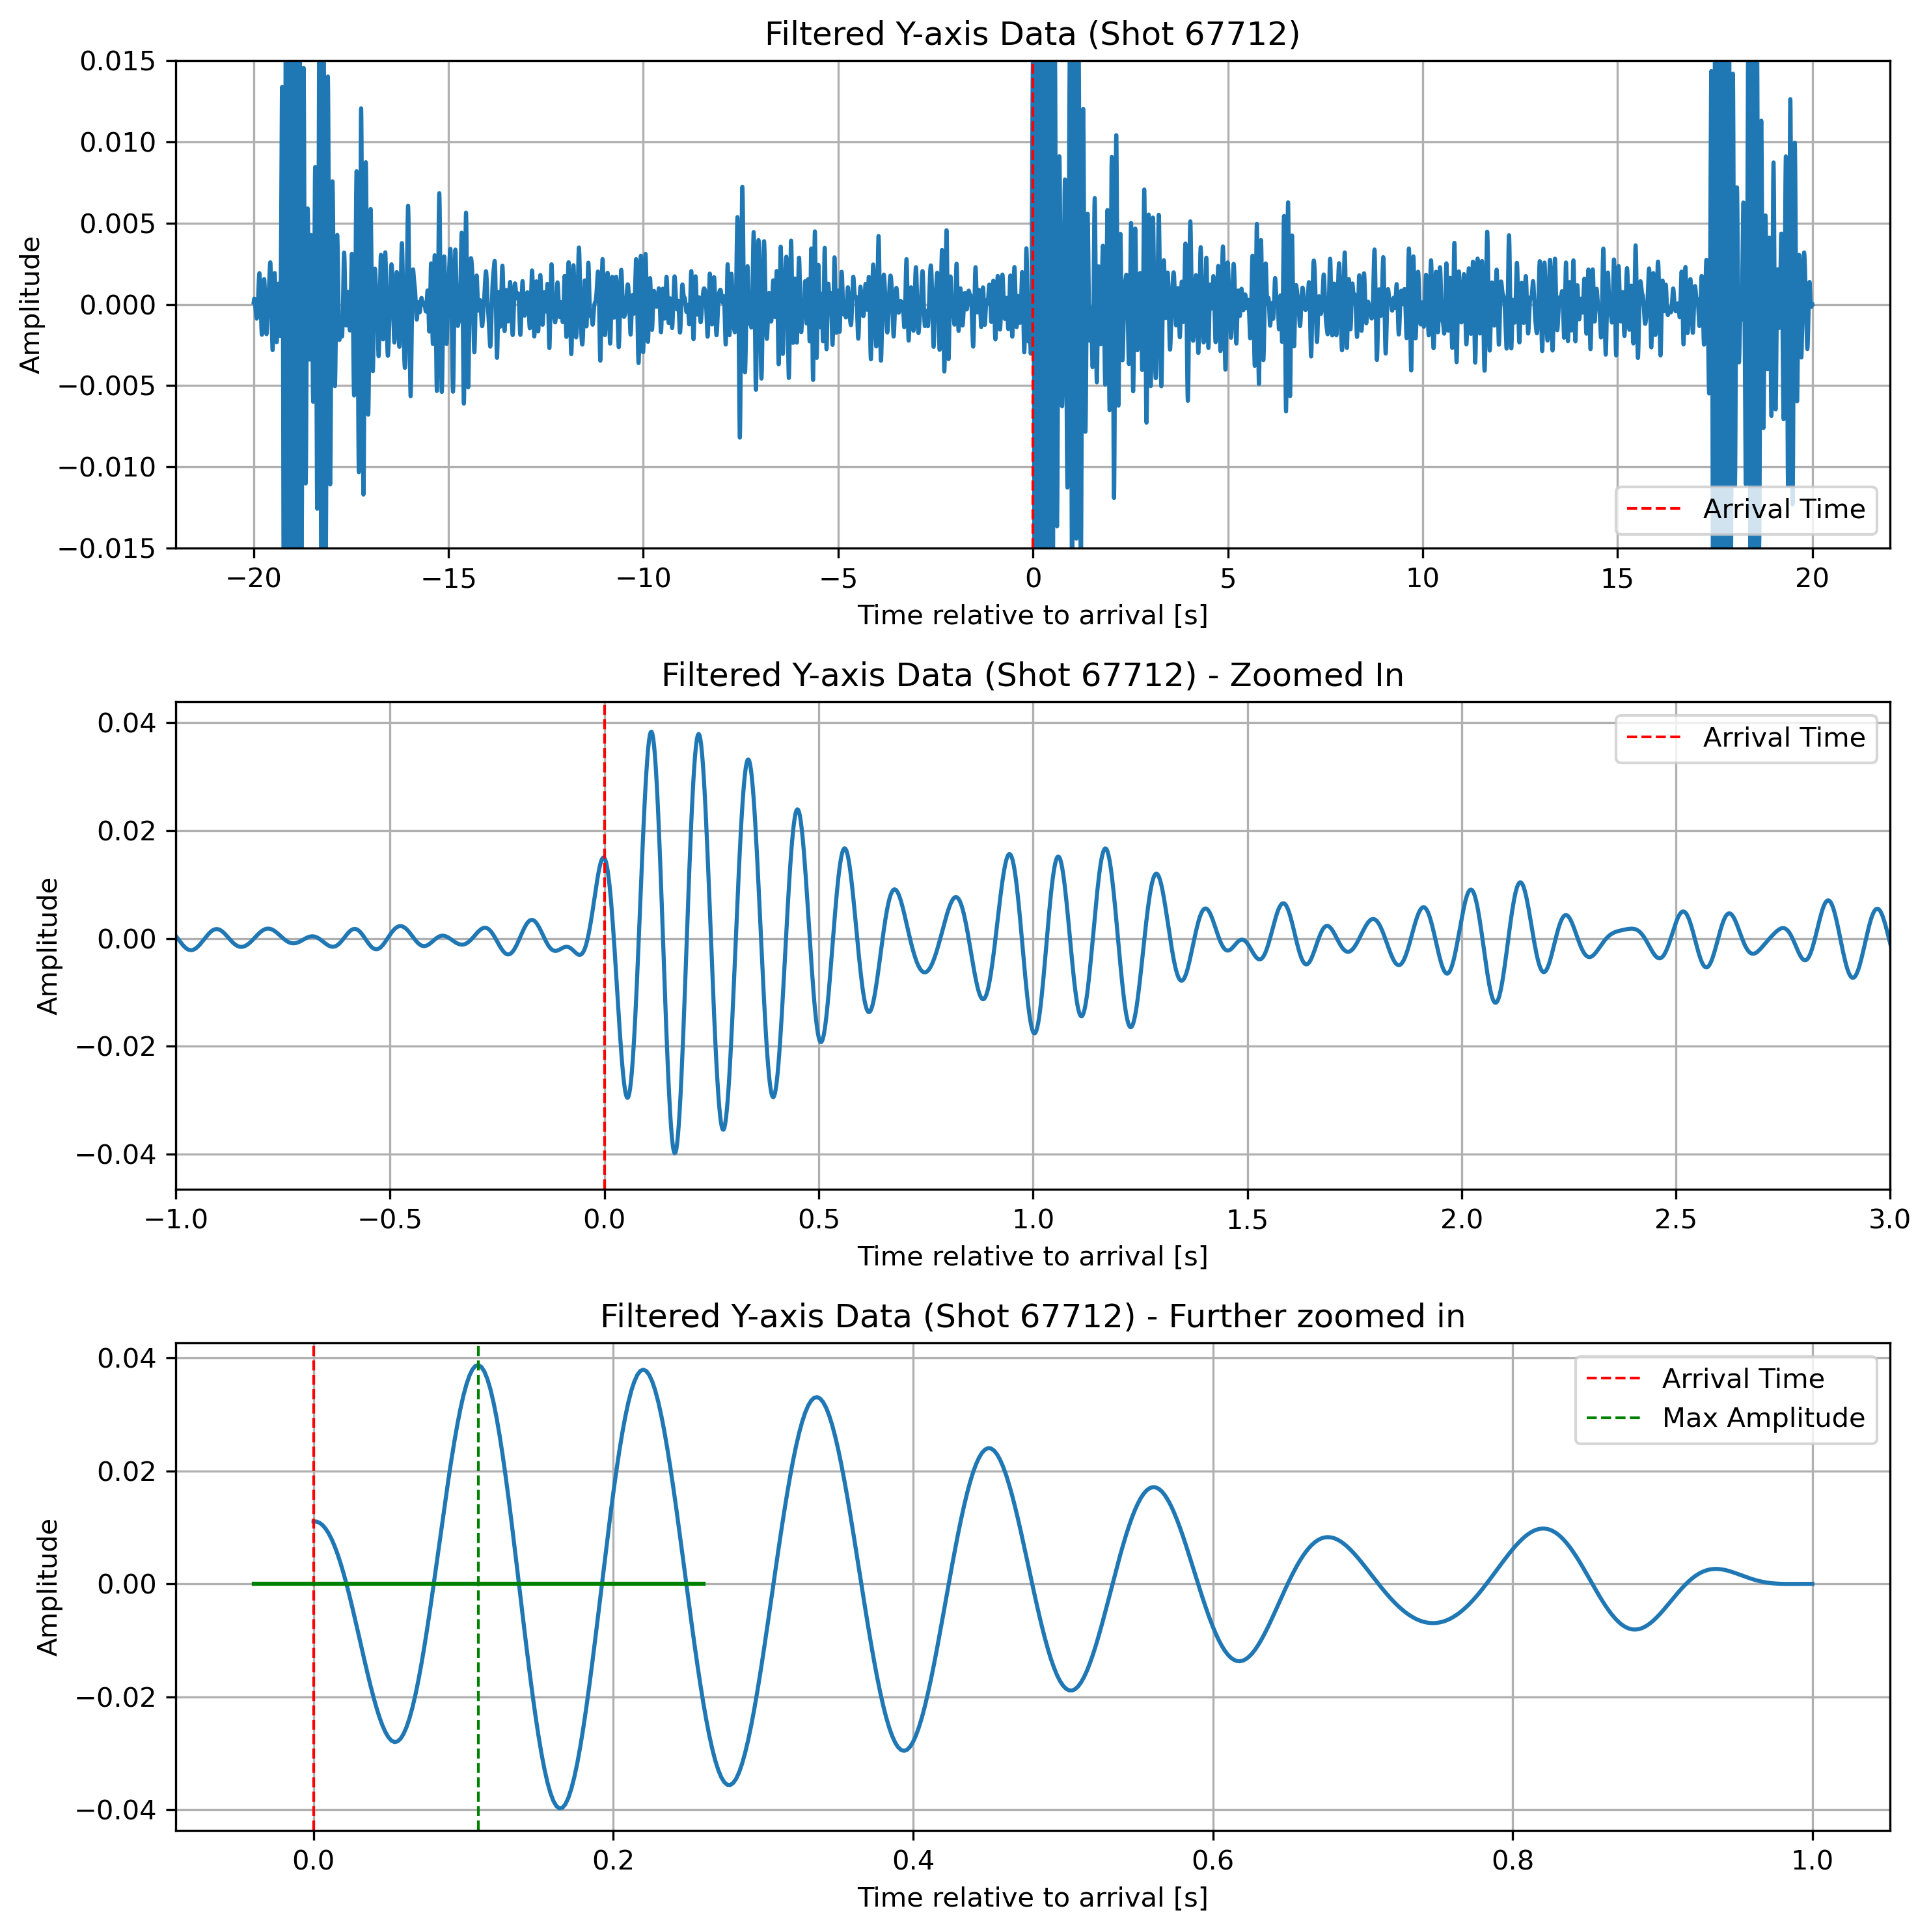 Filtered Y-axis Data (Shot 67712)
Amplitude
0.015
0.010
0.005
0.000
−0.005
−0.010
−0.015
Arrival Time
−20 −15 −10 −5 0 5 10 15 20
Time relative to arrival [s]
Filtered Y-axis Data (Shot 67712) - Zoomed In
Amplitude
0.04
0.02
0.00
−0.02
−0.04
Arrival Time
−1.0 −0.5 0.0 0.5 1.0 1.5 2.0 2.5 3.0
Time relative to arrival [s]
Filtered Y-axis Data (Shot 67712) - Further zoomed in
Amplitude
0.04
0.02
0.00
−0.02
−0.04
Arrival Time
Max Amplitude
0.0 0.2 0.4 0.6 0.8 1.0
Time relative to arrival [s]